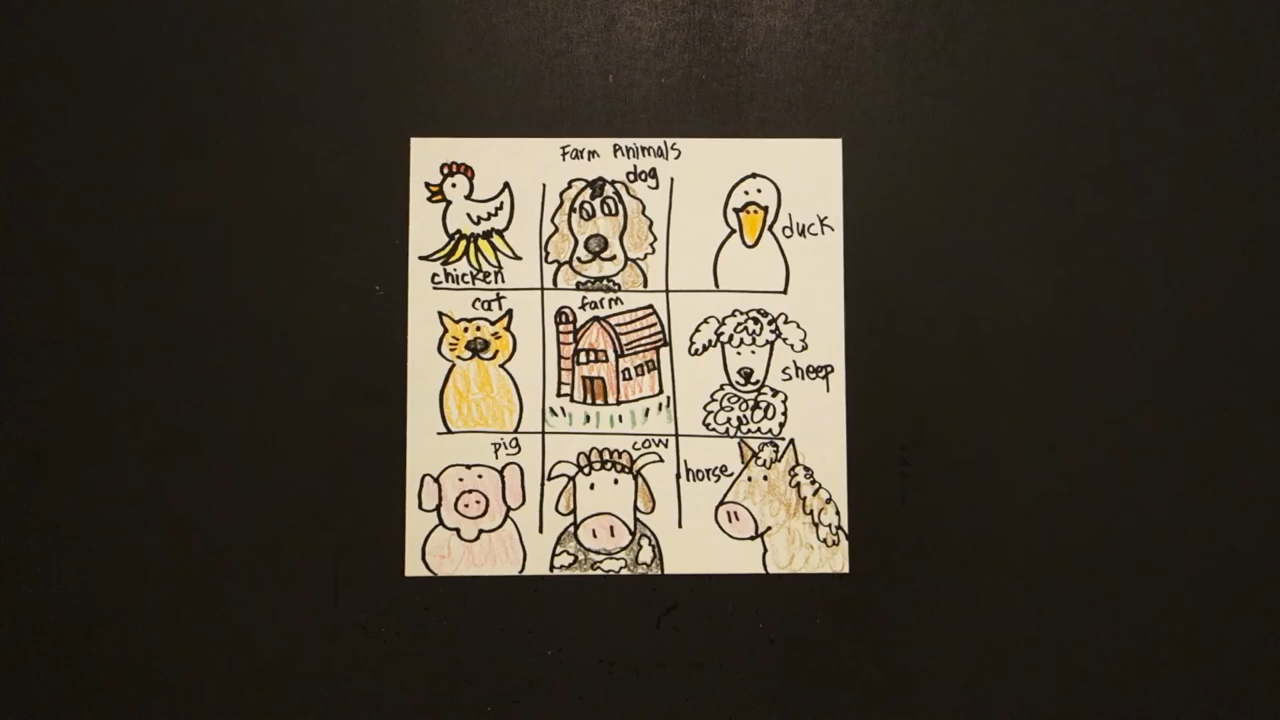 Farm Animals
chicken
dog
duck
cat
farm
sheep
pig
cow
horse